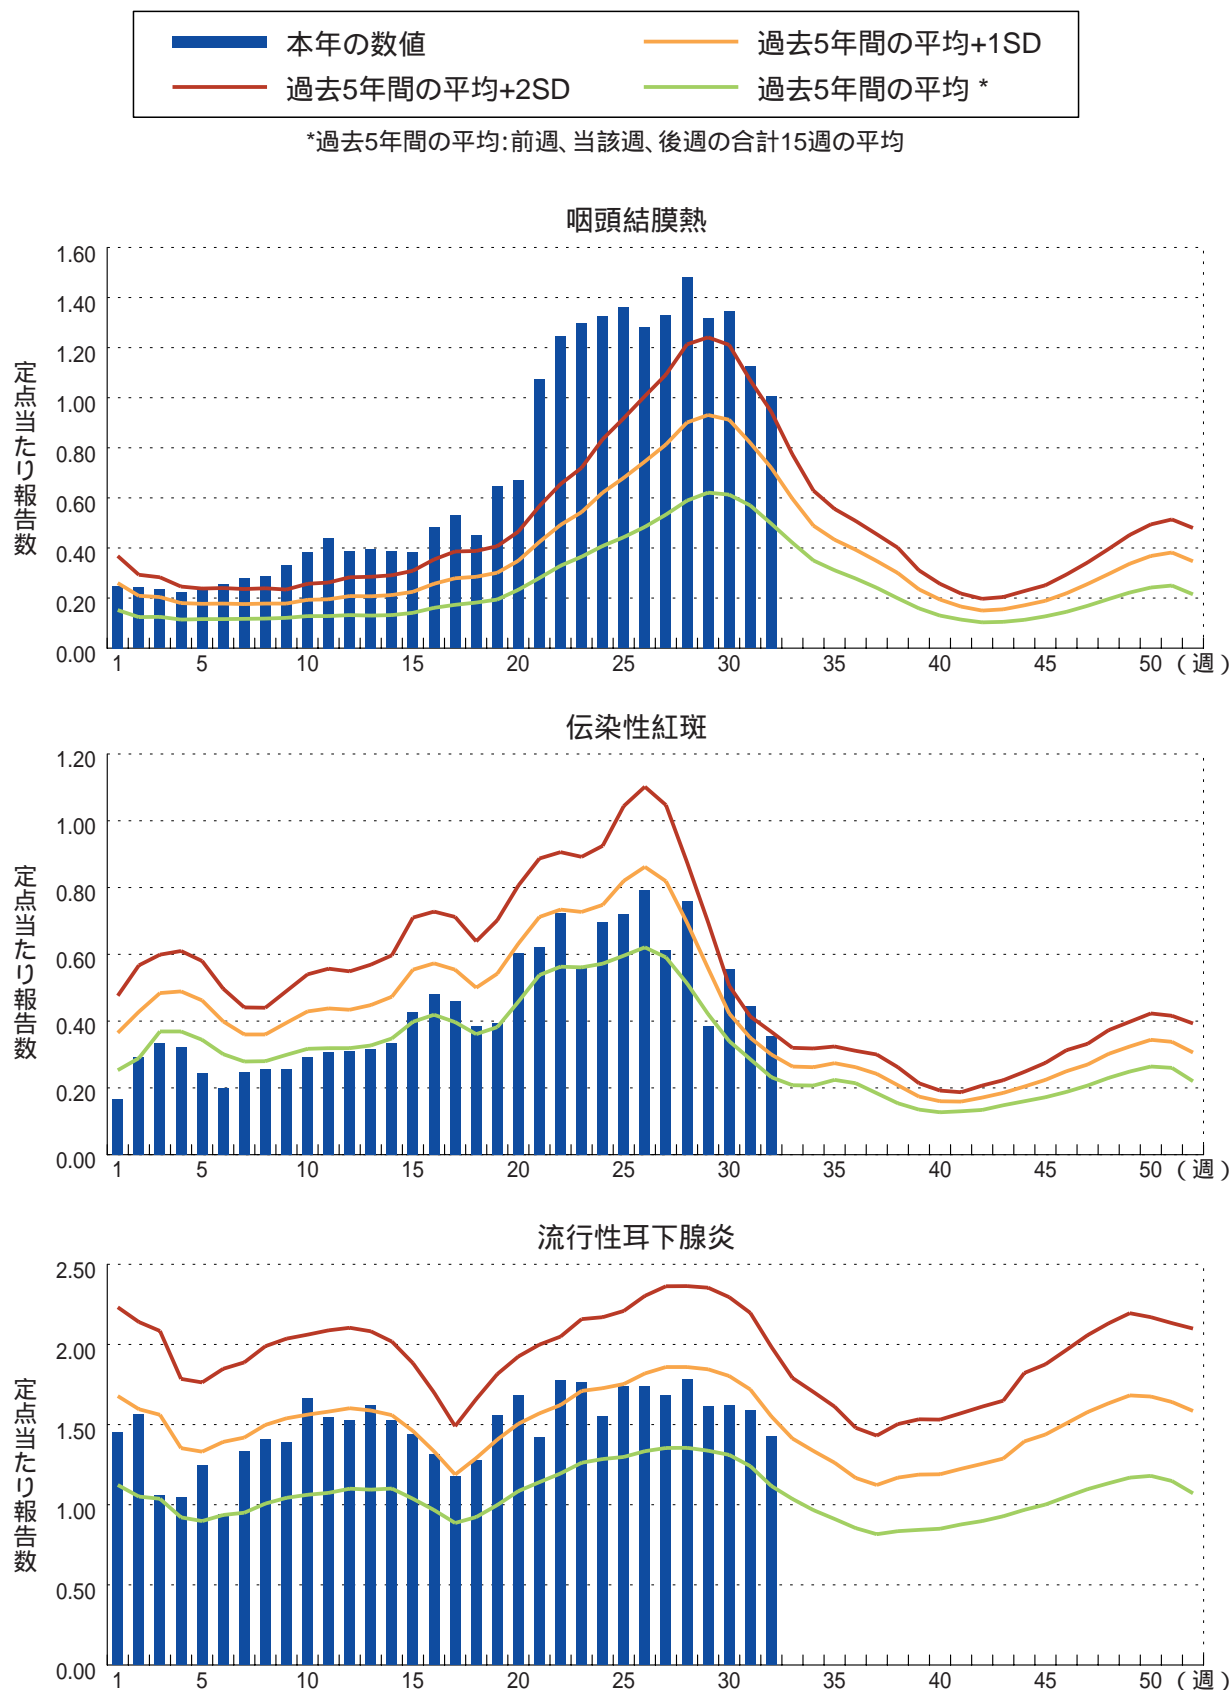 本年の数値
過去5年間の平均+1SD
過去5年間の平均+2SD
過去5年間の平均 *
*過去5年間の平均:前週、当該週、後週の合計15週の平均
咽頭結膜熱
定点当たり報告数
1.60
1.40
1.20
1.00
0.80
0.60
0.40
0.20
0.00
1 5 10 15 20 25 30 35 40 45 50 (週)
伝染性紅斑
定点当たり報告数
1.20
1.00
0.80
0.60
0.40
0.20
0.00
1 5 10 15 20 25 30 35 40 45 50 (週)
流行性耳下腺炎
定点当たり報告数
2.50
2.00
1.50
1.00
0.50
0.00
1 5 10 15 20 25 30 35 40 45 50 (週)